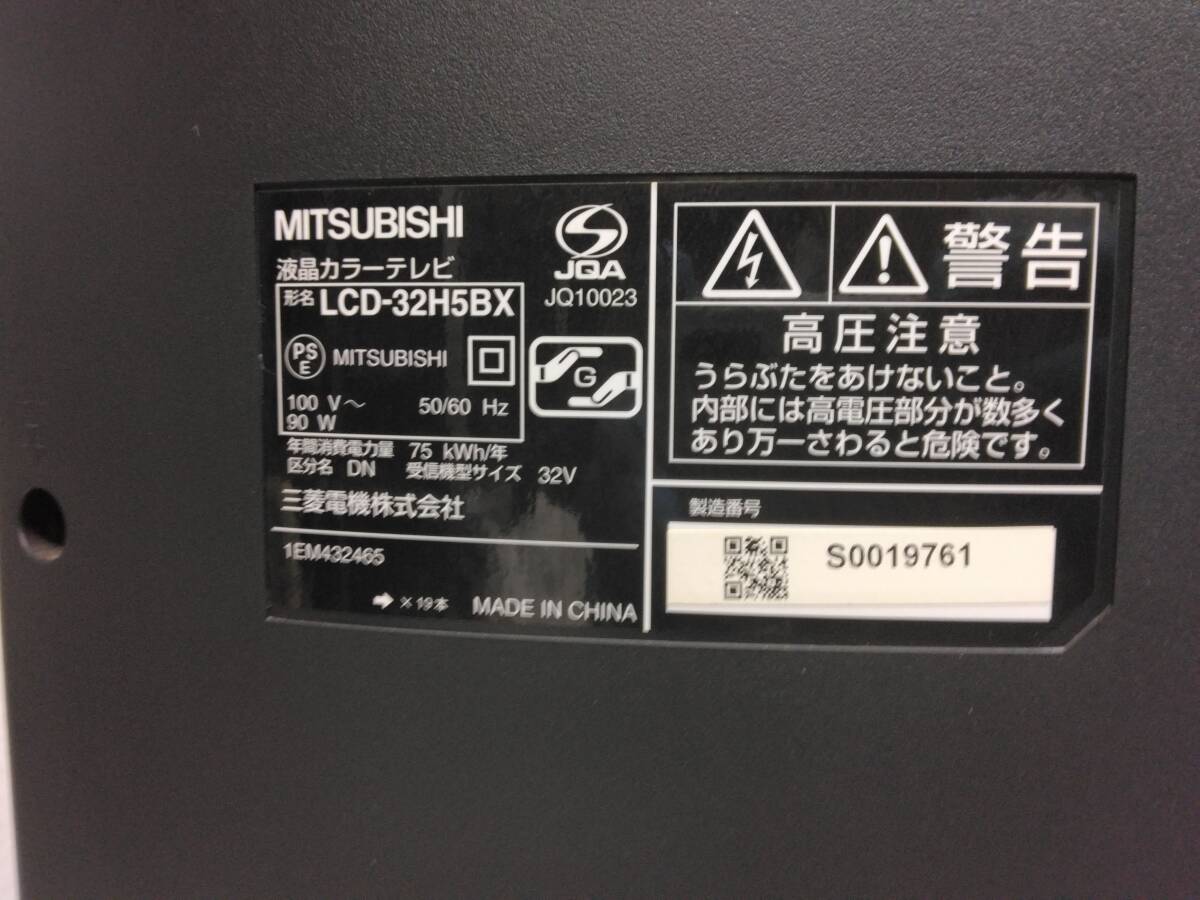 MITSUBISHI
液晶カラーテレビ
JQA
JQ10023
形名 LCD-32H5BX
PS
E
MITSUBISHI
100 V～ 50/60 Hz
90 W
G
年間消費電力量 75 kWh/年
区分名 DN 受信機型サイズ 32V
三菱電機株式会社
1EM432465
➡ ×19本 MADE IN CHINA
警告
高圧注意
うらぶたをあけないこと。
内部には高電圧部分が数多く
あり万一さわると危険です。
製造番号
S0019761